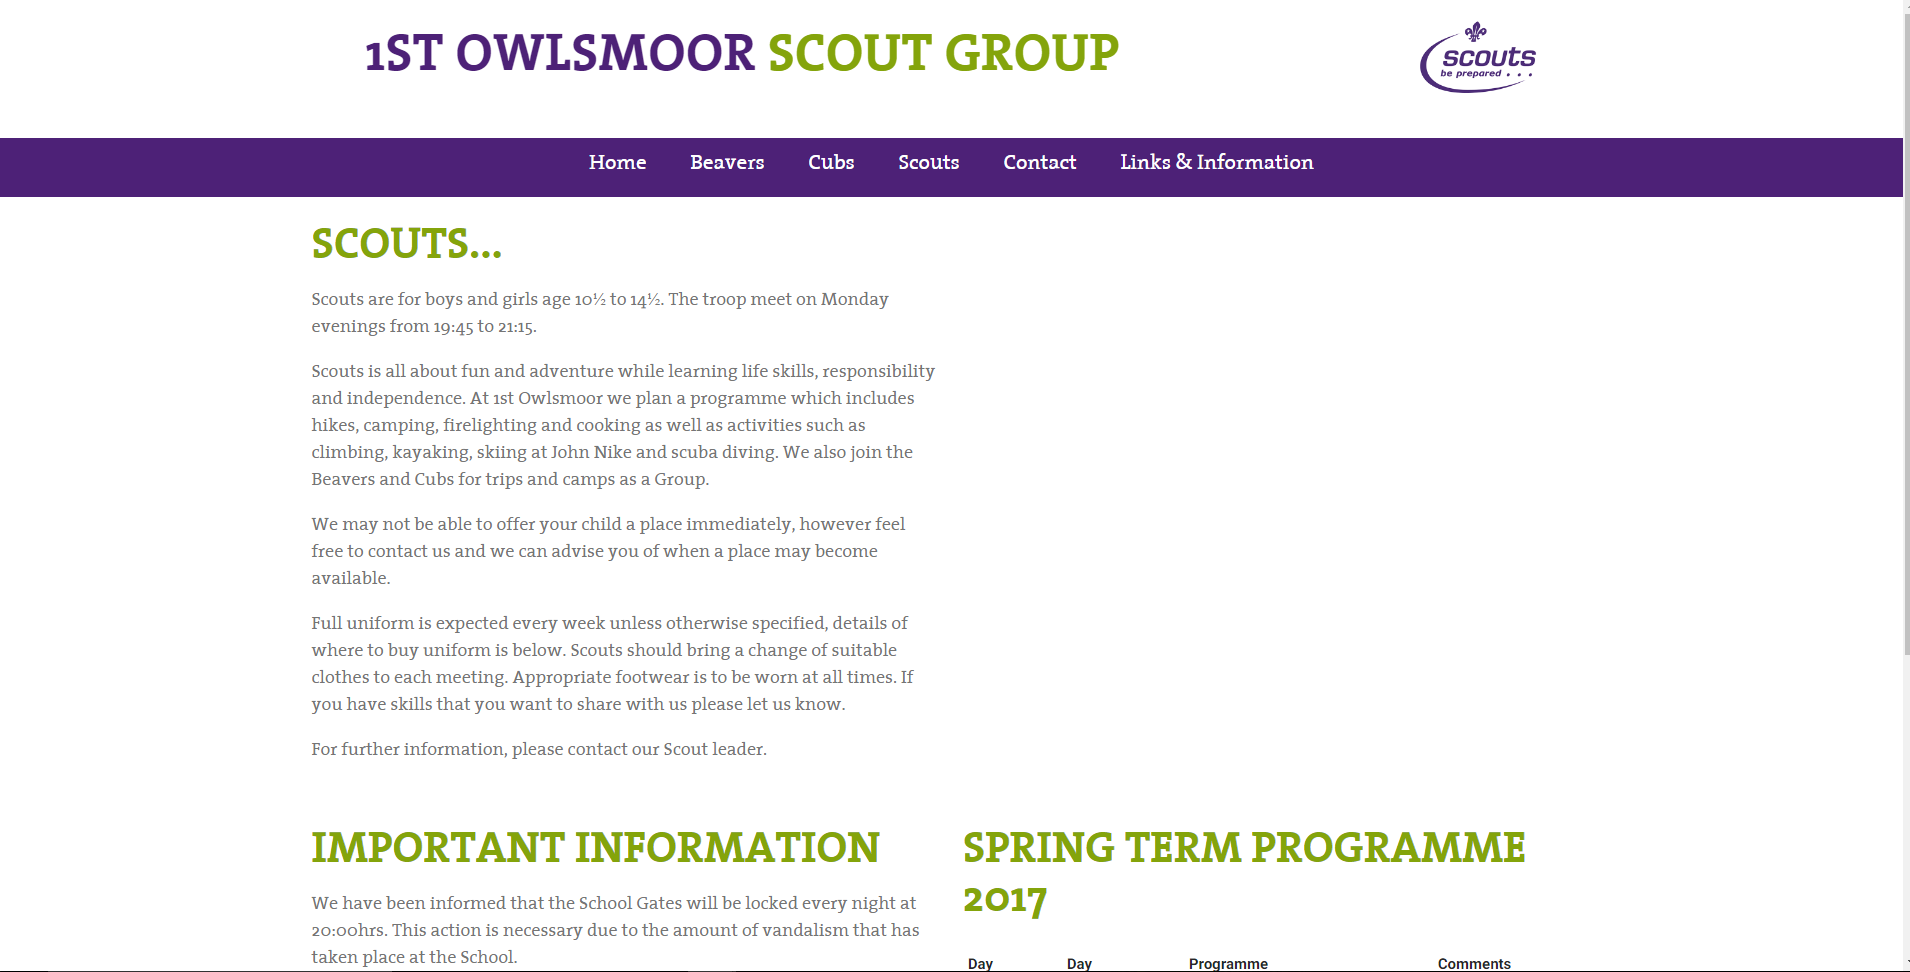 1ST OWLSMOOR SCOUT GROUP
scouts
be prepared . . .
Home Beavers Cubs Scouts Contact Links & Information
SCOUTS...
Scouts are for boys and girls age 10½ to 14½. The troop meet on Monday
evenings from 19:45 to 21:15.
Scouts is all about fun and adventure while learning life skills, responsibility
and independence. At 1st Owlsmoor we plan a programme which includes
hikes, camping, firelighting and cooking as well as activities such as
climbing, kayaking, skiing at John Nike and scuba diving. We also join the
Beavers and Cubs for trips and camps as a Group.
We may not be able to offer your child a place immediately, however feel
free to contact us and we can advise you of when a place may become
available.
Full uniform is expected every week unless otherwise specified, details of
where to buy uniform is below. Scouts should bring a change of suitable
clothes to each meeting. Appropriate footwear is to be worn at all times. If
you have skills that you want to share with us please let us know.
For further information, please contact our Scout leader.
IMPORTANT INFORMATION
We have been informed that the School Gates will be locked every night at
20:00hrs. This action is necessary due to the amount of vandalism that has
taken place at the School.
SPRING TERM PROGRAMME
2017
Day Day Programme Comments